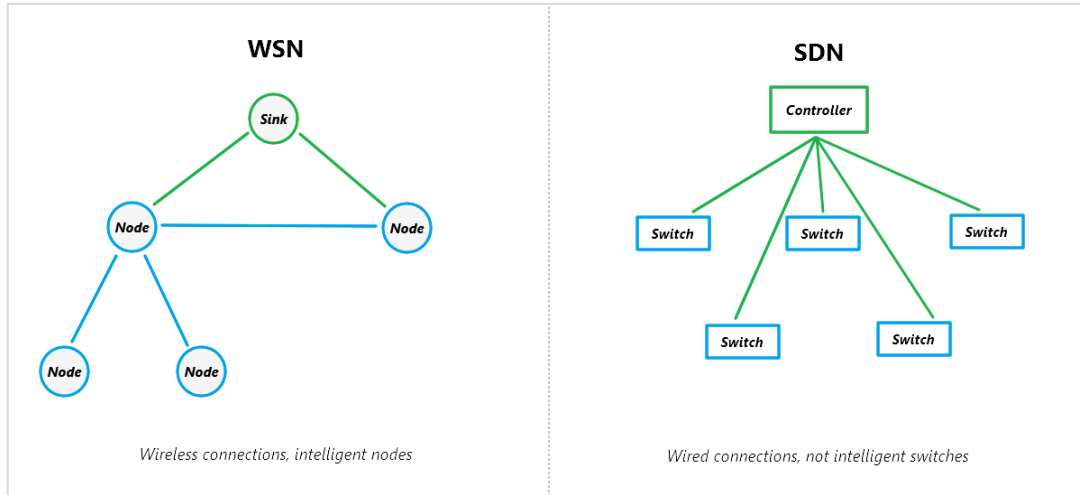 WSN
Sink
Node
Node
Node
Node
Wireless connections, intelligent nodes
SDN
Controller
Switch
Switch
Switch
Switch
Switch
Wired connections, not intelligent switches